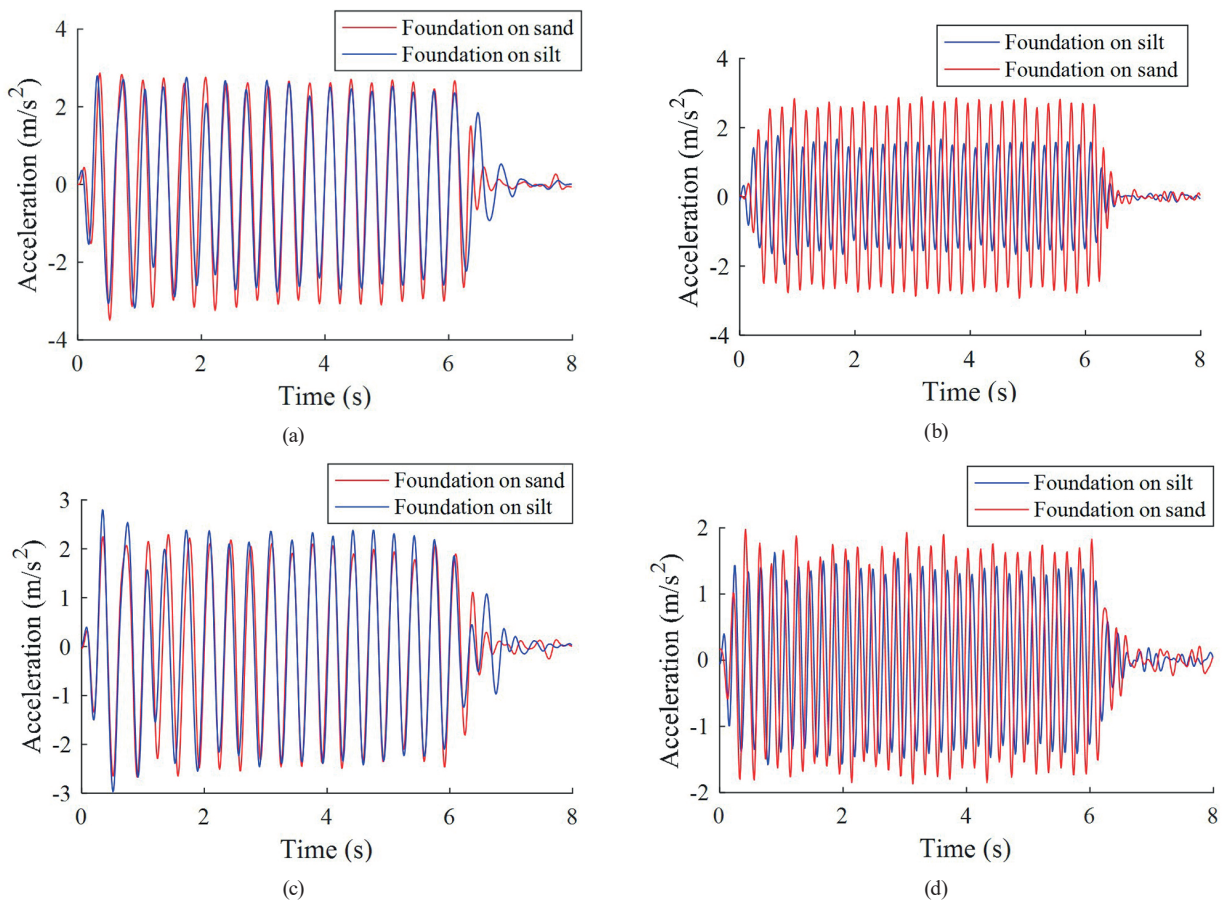 Foundation on sand
Foundation on silt
4
2
0
-2
-4
Acceleration (m/s²)
0 2 4 6 8
Time (s)
(a)
Foundation on silt
Foundation on sand
4
2
0
-2
-4
Acceleration (m/s²)
0 2 4 6 8
Time (s)
(b)
Foundation on sand
Foundation on silt
3
2
1
0
-1
-2
-3
Acceleration (m/s²)
0 2 4 6 8
Time (s)
(c)
Foundation on silt
Foundation on sand
2
1
0
-1
-2
Acceleration (m/s²)
0 2 4 6 8
Time (s)
(d)